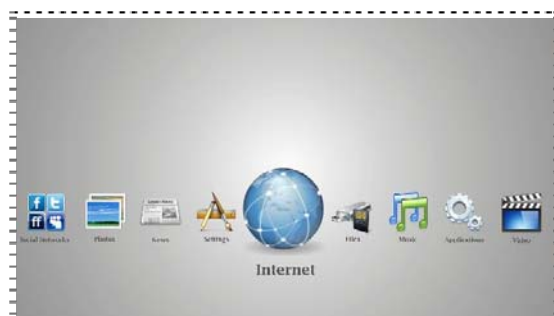 Social Networks
Photos
News
Settings
Files
Music
Applications
Video
Internet